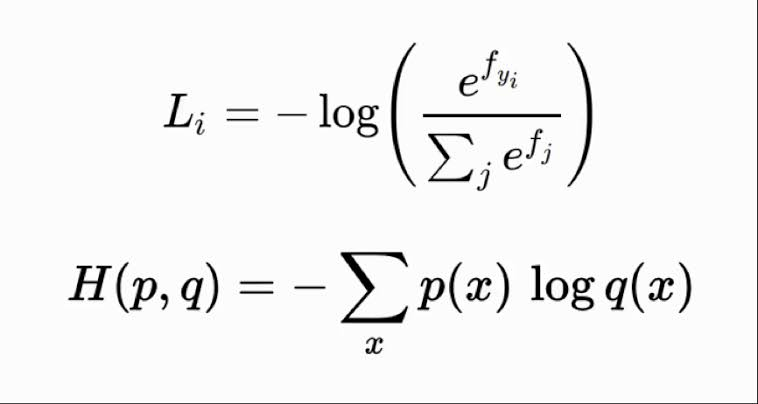 $L_i = -\log\left(\frac{e^{f_{y_i}}}{\sum_j e^{f_j}}\right)$
$H(p, q) = -\sum_x p(x) \, \log q(x)$